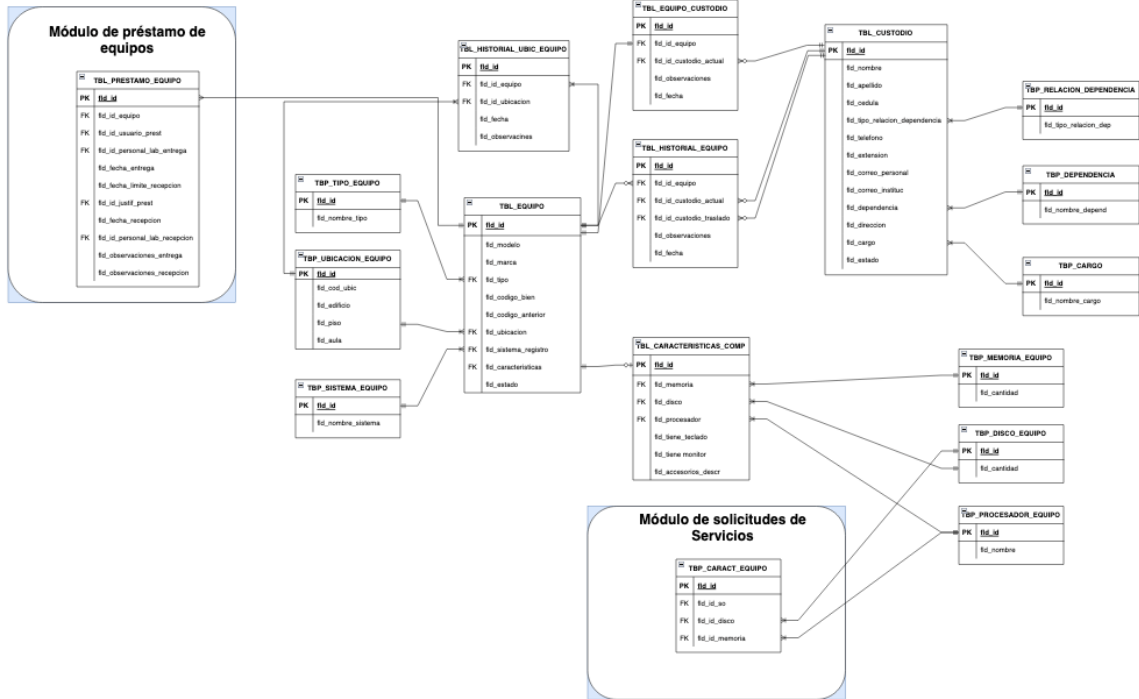 Módulo de préstamo de
equipos
TBL_PRESTAMO_EQUIPO
PK fld_id
FK fld_id_equipo
FK fld_id_usuario_prest
FK fld_id_personal_lab_entrega
fld_fecha_entrega
fld_fecha_limite_recepcion
FK fld_id_justif_prest
fld_fecha_recepcion
FK fld_id_personal_lab_recepcion
fld_observaciones_entrega
fld_observaciones_recepcion
TBL_HISTORIAL_UBIC_EQUIPO
PK fld_id
FK fld_id_equipo
FK fld_id_ubicacion
fld_fecha
fld_observacines
TBP_TIPO_EQUIPO
PK fld_id
fld_nombre_tipo
TBP_UBICACION_EQUIPO
PK fld_id
fld_cod_ubic
fld_edificio
fld_piso
fld_aula
TBP_SISTEMA_EQUIPO
PK fld_id
fld_nombre_sistema
TBL_EQUIPO
PK fld_id
fld_modelo
fld_marca
FK fld_tipo
fld_codigo_bien
fld_codigo_anterior
FK fld_ubicacion
FK fld_sistema_registro
FK fld_caracteristicas
fld_estado
TBL_EQUIPO_CUSTODIO
PK fld_id
FK fld_id_equipo
FK fld_id_custodio_actual
fld_observaciones
fld_fecha
TBL_HISTORIAL_EQUIPO
PK fld_id
FK fld_id_equipo
FK fld_id_custodio_actual
FK fld_id_custodio_traslado
fld_observaciones
fld_fecha
TBL_CUSTODIO
PK fld_id
fld_nombre
fld_apellido
fld_cedula
fld_tipo_relacion_dependencia
fld_telefono
fld_extension
fld_correo_personal
fld_correo_instituc
fld_dependencia
fld_direccion
fld_cargo
fld_estado
TBP_RELACION_DEPENDENCIA
PK fld_id
fld_tipo_relacion_dep
TBP_DEPENDENCIA
PK fld_id
fld_nombre_depend
TBP_CARGO
PK fld_id
fld_nombre_cargo
TBL_CARACTERISTICAS_COMP
PK fld_id
FK fld_memoria
FK fld_disco
FK fld_procesador
fld_tiene_teclado
fld_tiene monitor
fld_accesorios_descr
TBP_MEMORIA_EQUIPO
PK fld_id
fld_cantidad
TBP_DISCO_EQUIPO
PK fld_id
fld_cantidad
TBP_PROCESADOR_EQUIPO
PK fld_id
fld_nombre
Módulo de solicitudes de
Servicios
TBP_CARACT_EQUIPO
PK fld_id
FK fld_id_so
FK fld_id_disco
FK fld_id_memoria